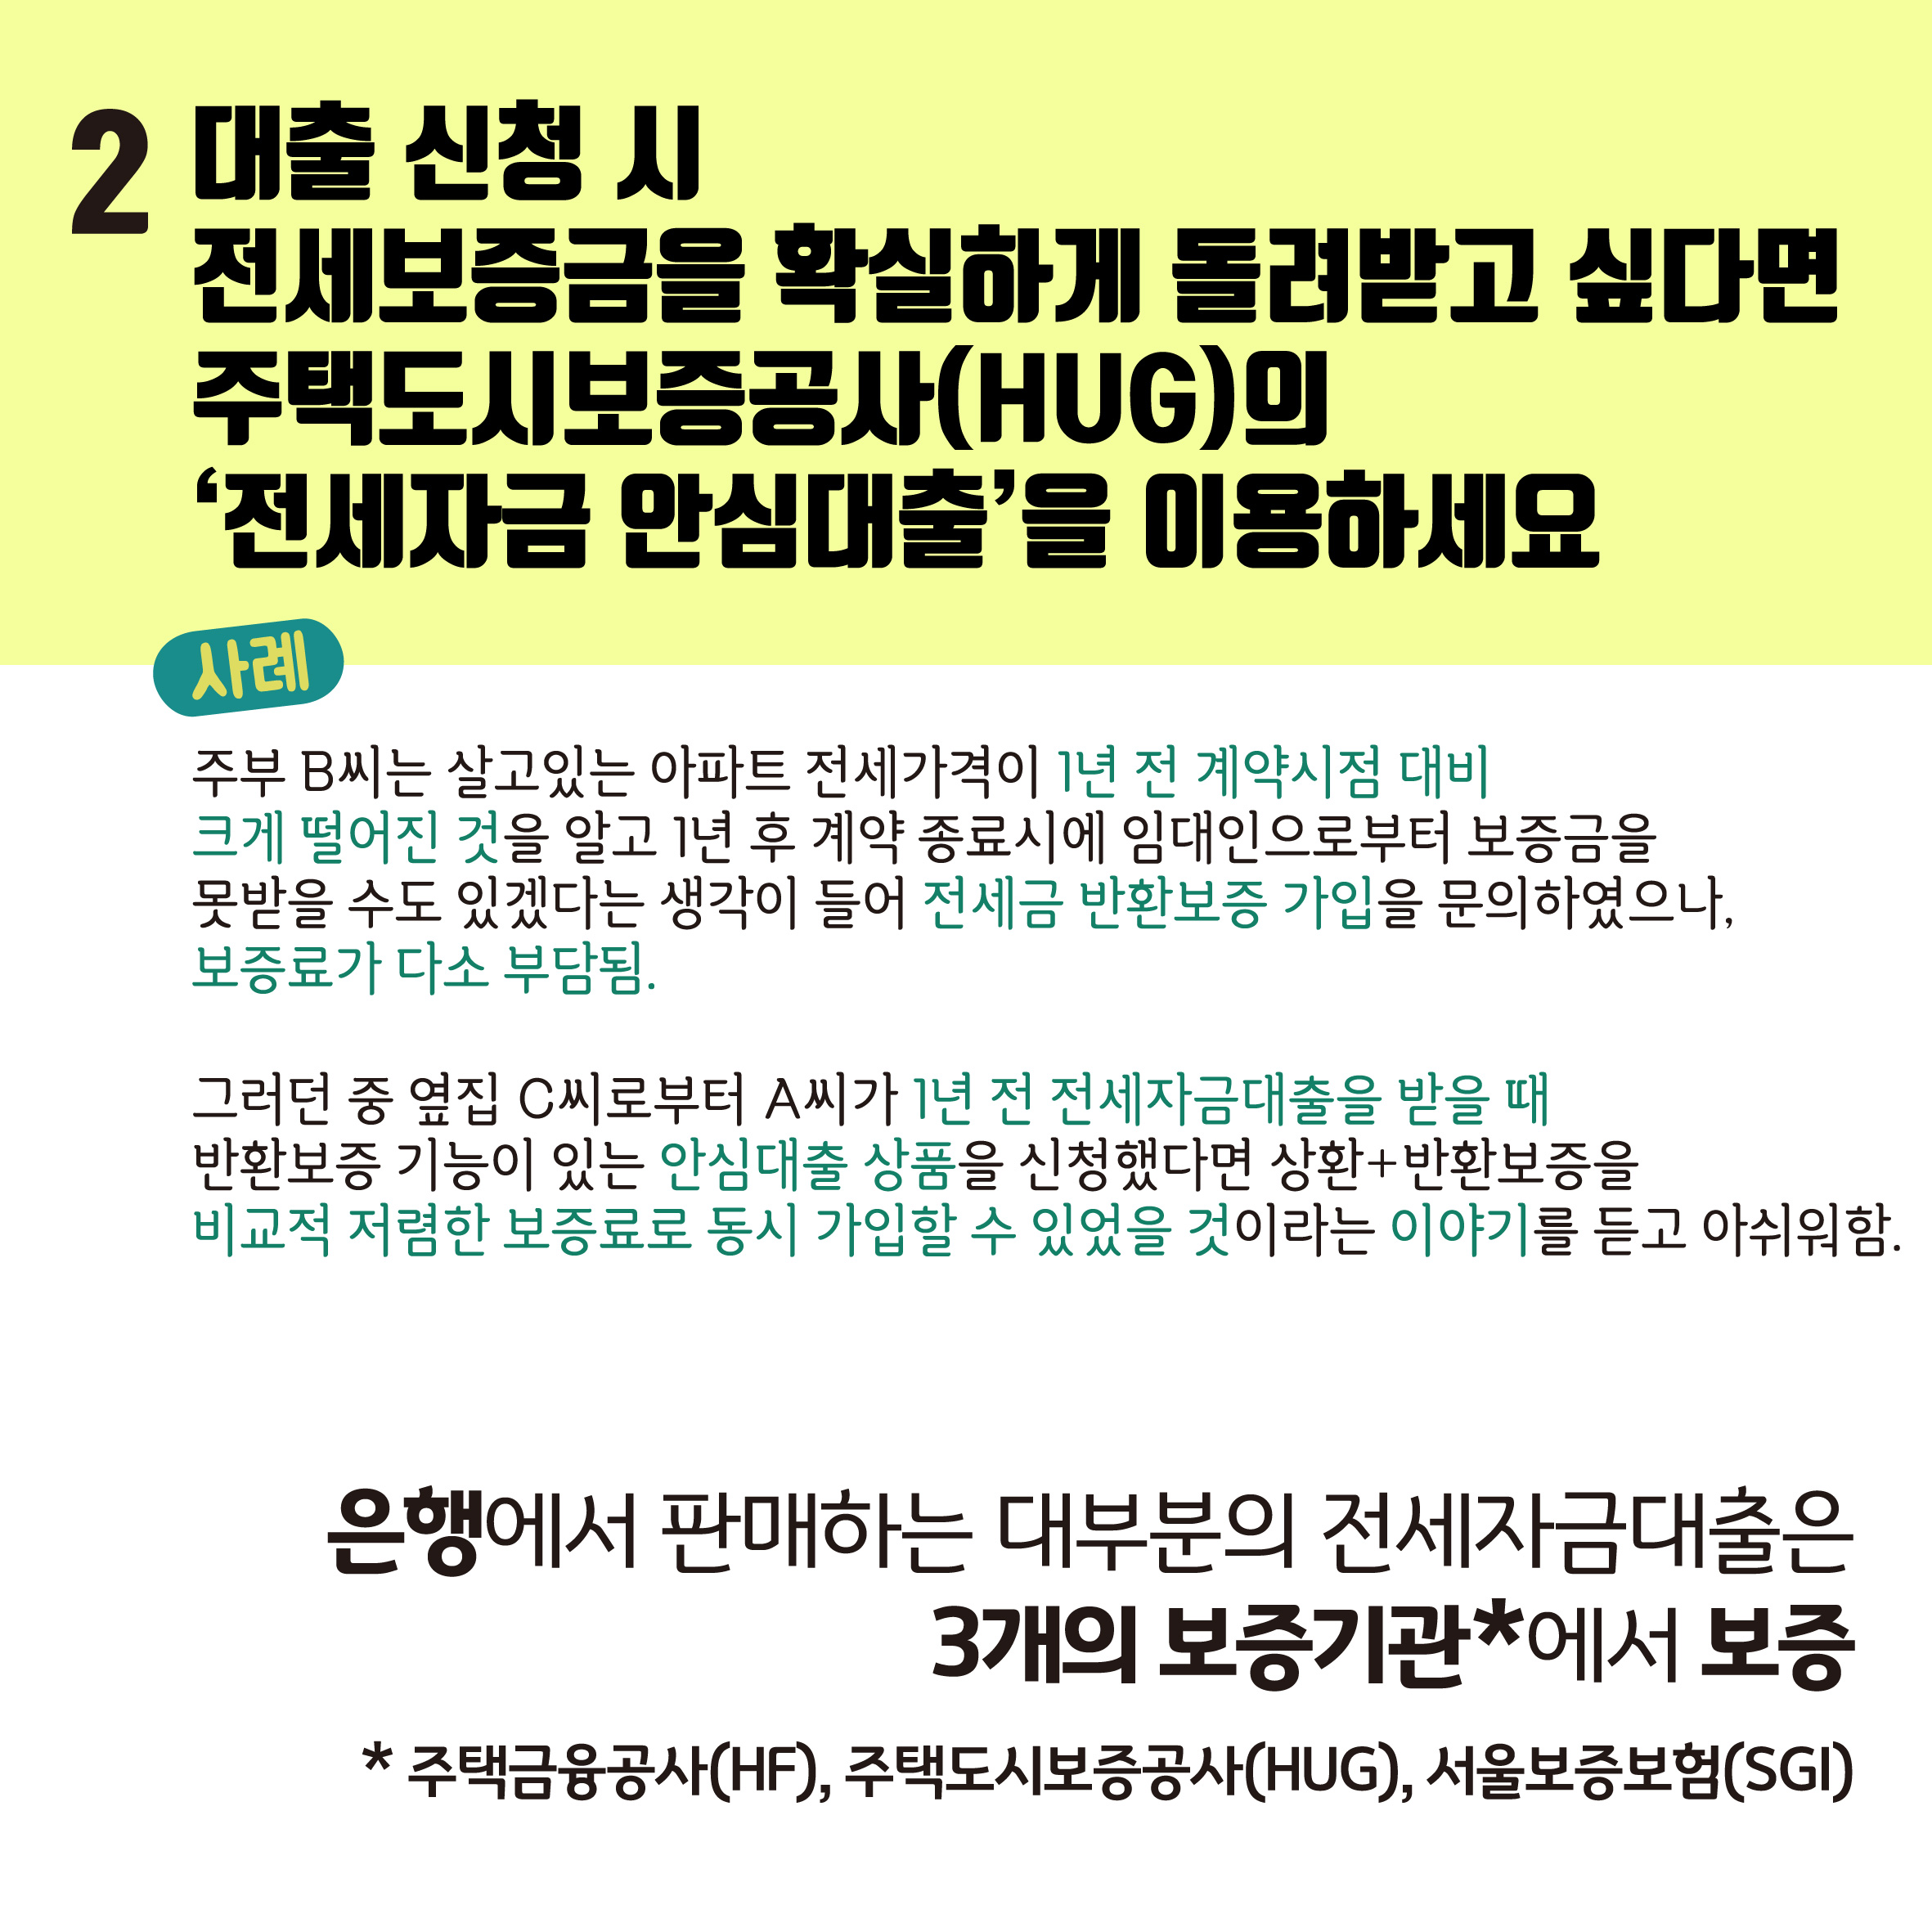 2
대출 신청 시
전세보증금을 확실하게 돌려받고 싶다면
주택도시보증공사(HUG)의
‘전세자금 안심대출’을 이용하세요
사례
주부 B씨는 살고있는 아파트 전세가격이 1년 전 계약시점 대비
크게 떨어진 것을 알고 1년 후 계약 종료시에 임대인으로부터 보증금을
못받을 수도 있겠다는 생각이 들어 전세금 반환보증 가입을 문의하였으나,
보증료가 다소 부담됨.
그러던 중 옆집 C씨로부터 A씨가 1년 전 전세자금대출을 받을 때
반환보증 기능이 있는 안심대출 상품을 신청했다면 상환+반환보증을
비교적 저렴한 보증료로 동시 가입할 수 있었을 것이라는 이야기를 듣고 아쉬워함.
은행에서 판매하는 대부분의 전세자금대출은
3개의 보증기관*에서 보증
* 주택금융공사(HF), 주택도시보증공사(HUG), 서울보증보험(SGI)